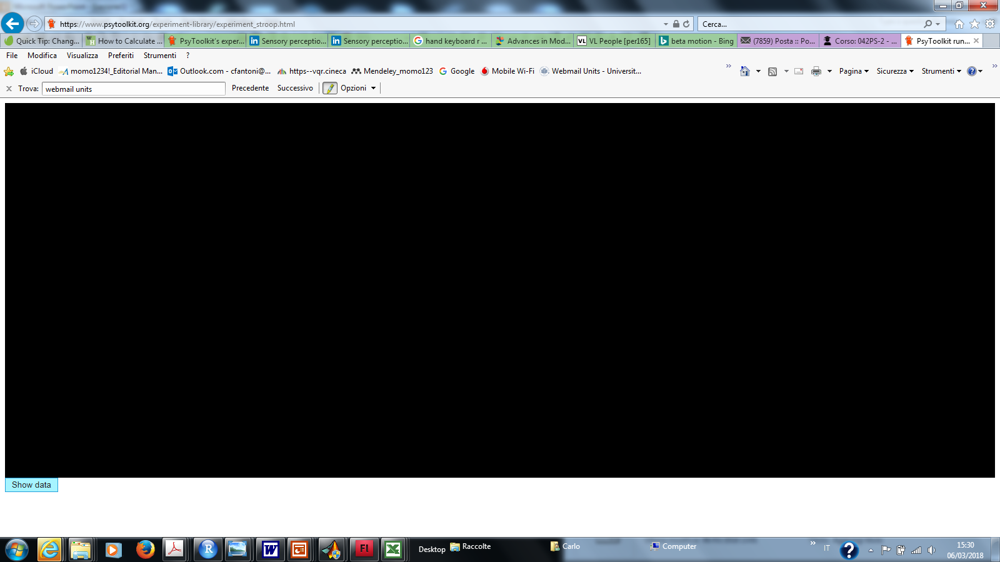 https://www.psytoolkit.org/experiment-library/experiment_stroop.html
Cerca...
Quick Tip: Chang...
How to Calculate ...
PsyToolkit's exper...
Sensory perceptio...
Sensory perceptio...
hand keyboard r ...
Advances in Mod...
VL People [per165]
beta motion - Bing
(7859) Posta :: Po...
Corso: 042PS-2 - ...
PsyToolkit run...
File Modifica Visualizza Preferiti Strumenti ?
iCloud momo1234!_Editorial Man... Outlook.com - cfantoni@... https--vqr.cineca Mendeley_momo123 Google Mobile Wi-Fi Webmail Units - Universit...
Pagina Sicurezza Strumenti
Trova: webmail units Precedente Successivo Opzioni
Show data
Desktop Raccolte Carlo Computer
IT
15:30
06/03/2018